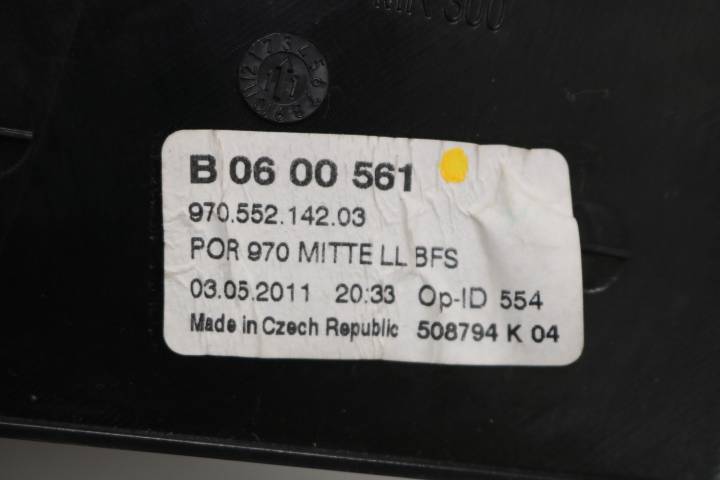 B 06 00 561
970.552.142.03
POR 970 MITTE LL BFS
03.05.2011 20:33 Op-ID 554
Made in Czech Republic 508794 K 04